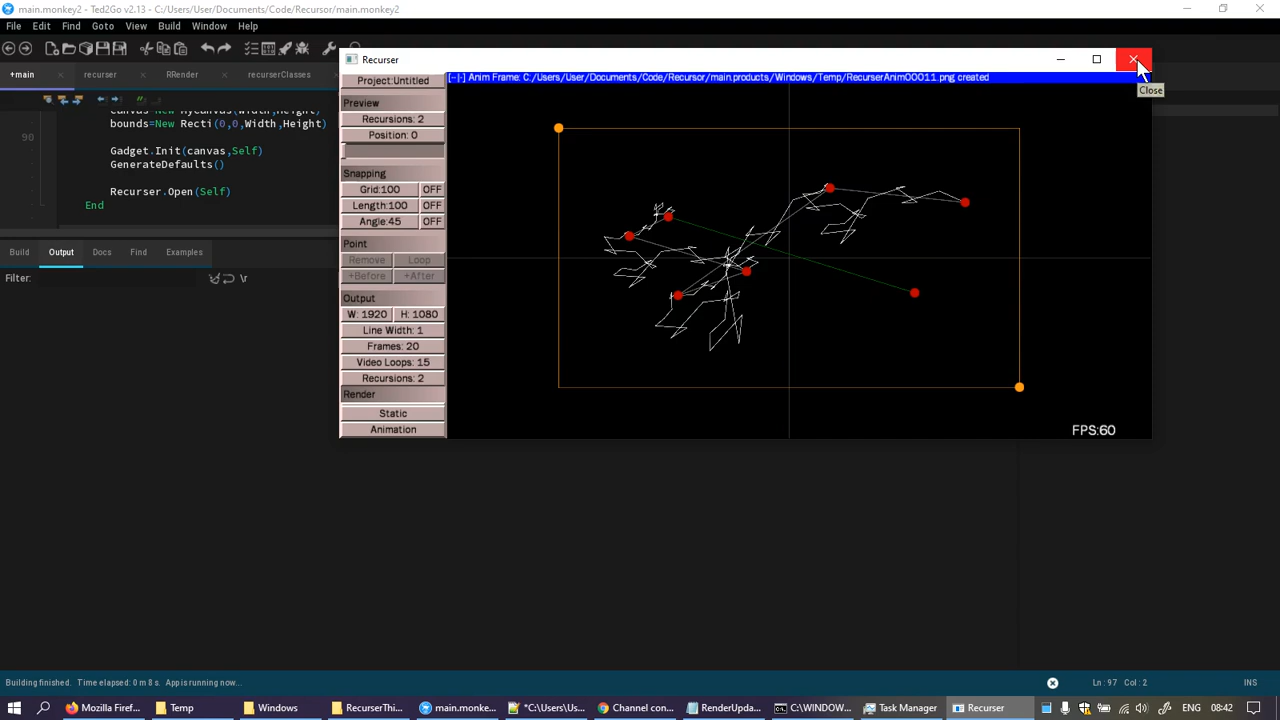 main.monkey2 - Ted2Go v2.13 - C:/Users/User/Documents/Code/Recursor/main.monkey2
File Edit Find Goto View Build Window Help
+main recurser RRender recurserClasses
bounds=New Recti(0,0,Width,Height)
90
Gadget.Init(canvas,Self)
GenerateDefaults()
Recurser.Open(Self)
End
Build Output Docs Find Examples
Filter: \r
Recurser
Close
[--|-] Anim Frame: C:/Users/User/Documents/Code/Recursor/main.products/Windows/Temp/RecurserAnim00011.png created
Project:Untitled
Preview
Recursions: 2
Position: 0
Snapping
Grid:100 OFF
Length:100 OFF
Angle:45 OFF
Point
Remove Loop
+Before +After
Output
W: 1920 H: 1080
Line Width: 1
Frames: 20
Video Loops: 15
Recursions: 2
Render
Static
Animation
FPS:60
Building finished. Time elapsed: 0 m 8 s. App is running now...
Ln : 97 Col : 2 INS
Mozilla Firef... Temp Windows RecurserThi... main.monke... *C:\Users\Us... Channel con... RenderUpda... C:\WINDOW... Task Manager Recurser ENG 08:42